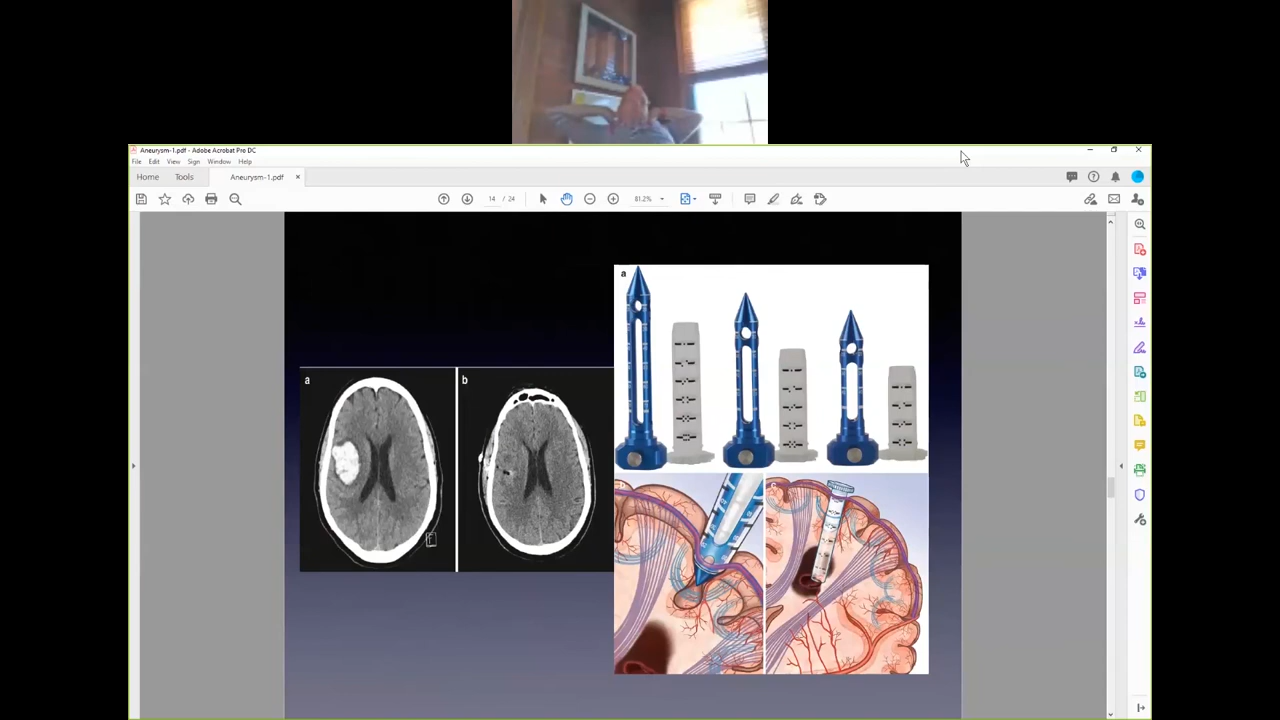 Aneurysm-1.pdf - Adobe Acrobat Pro DC
File Edit View Sign Window Help
Home Tools Aneurysm-1.pdf
14 / 24 81.2%
a
a b
c